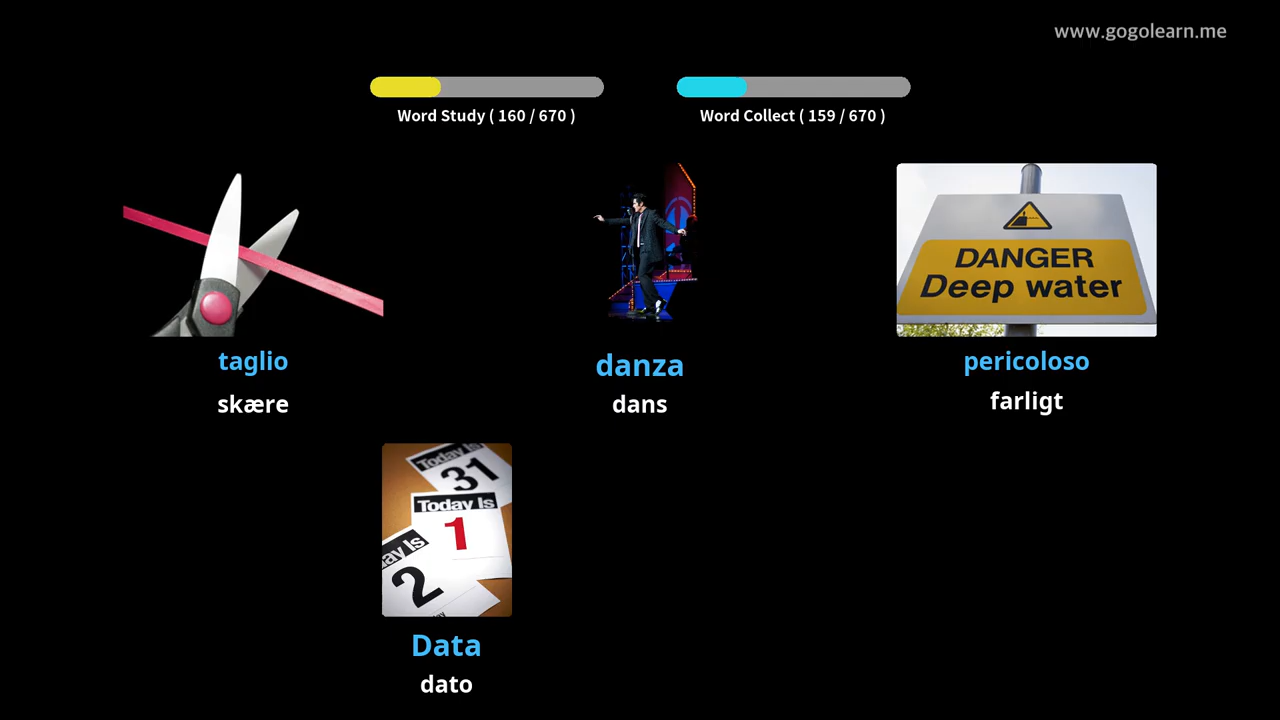 www.gogolearn.me
Word Study ( 160 / 670 )
Word Collect ( 159 / 670 )
DANGER
Deep water
taglio
danza
pericoloso
skære
dans
farligt
Today Is
31
Today Is
1
ay Is
2
Data
dato